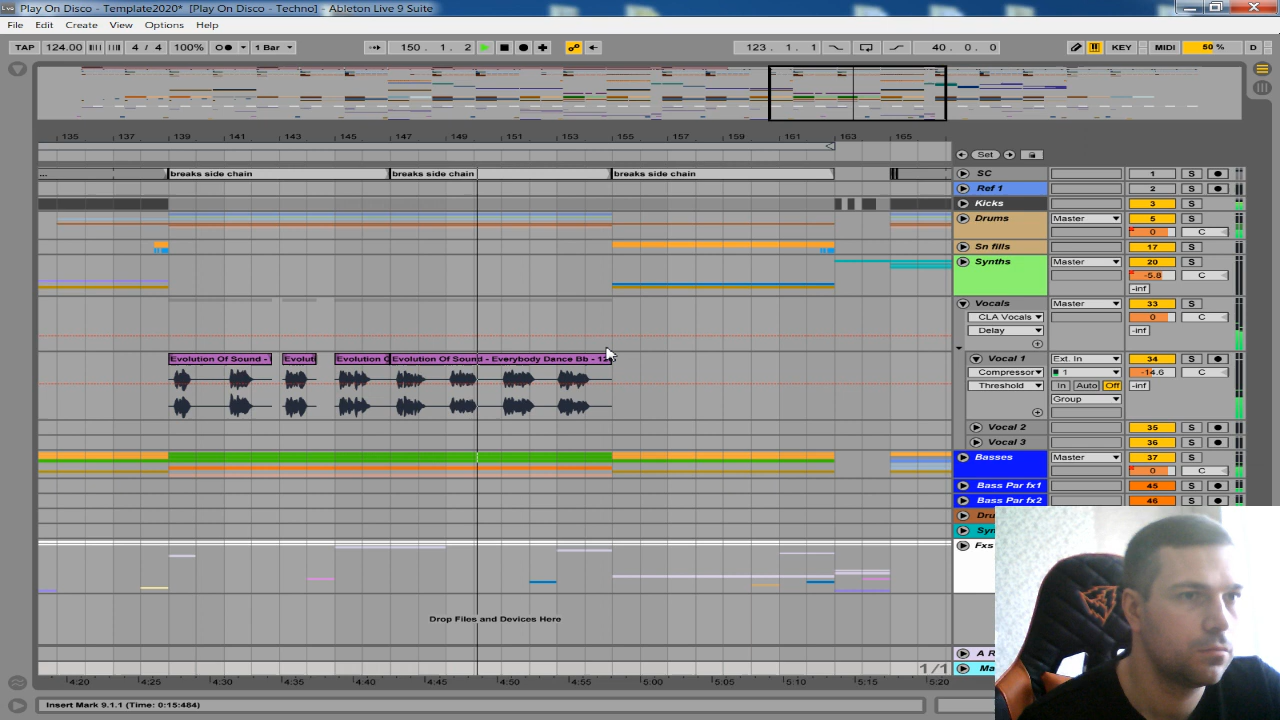 Play On Disco - Template2020*  [Play On Disco - Techno] - Ableton Live 9 Suite
File Edit Create View Options Help
TAP 124.00 4 / 4 100% 1 Bar 150 . 1 . 2 123 . 1 . 1 40 . 0 . 0 KEY MIDI 50 % D
135 137 139 141 143 145 147 149 151 153 155 157 159 161 163 165
Set
... breaks side chain breaks side chain breaks side chain SC 1 S
Ref 1 2 S
Kicks 3 S
Drums Master 5 S
0 C
Sn fills 17 S
Synths Master 20 S
-5.8 C
-inf
Vocals Master 33 S
CLA Vocals 0 C
Delay -inf
Evolution Of Sound - Evoluti Evolution O Evolution Of Sound - Everybody Dance Bb - 12 Vocal 1 Ext. In 34 S
Compressor 1 -14.6 C
Threshold In Auto Off -inf
Group
Vocal 2 35 S
Vocal 3 36 S
Basses Master 37 S
0 C
Bass Par fx1 45 S
Bass Par fx2 46 S
Dru
Syn
Fxs
Drop Files and Devices Here
A R
1/1 Ma
4:20 4:25 4:30 4:35 4:40 4:45 4:50 4:55 5:00 5:05 5:10 5:15 5:20
Insert Mark 9.1.1 (Time: 0:15:484)